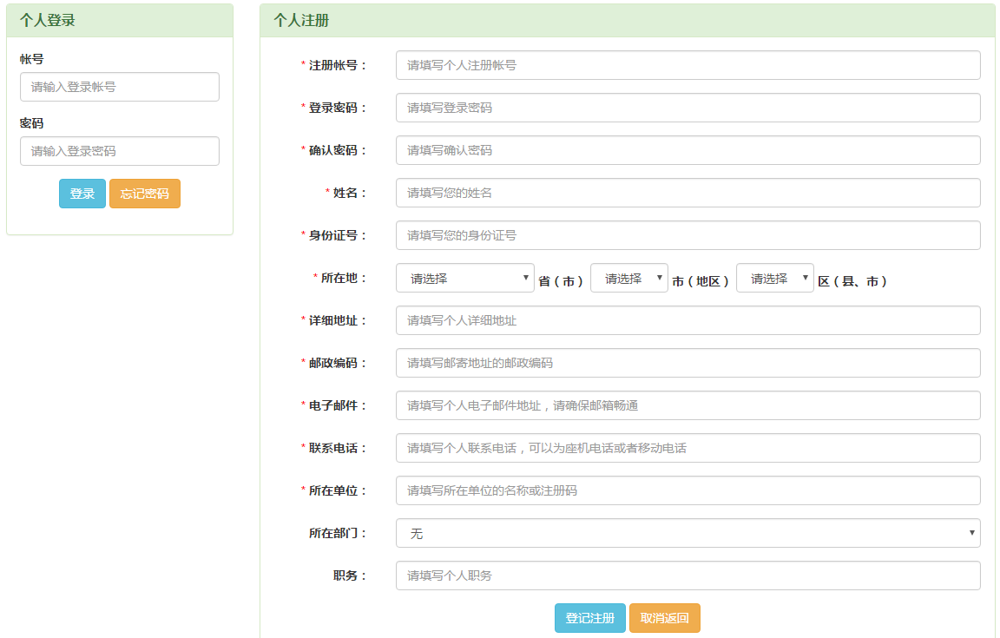 个人登录
帐号
请输入登录帐号
密码
请输入登录密码
登录 忘记密码
个人注册
* 注册帐号： 请填写个人注册帐号
* 登录密码： 请填写登录密码
* 确认密码： 请填写确认密码
* 姓名： 请填写您的姓名
* 身份证号： 请填写您的身份证号
* 所在地： 请选择 省（市） 请选择 市（地区） 请选择 区（县、市）
* 详细地址： 请填写个人详细地址
* 邮政编码： 请填写邮寄地址的邮政编码
* 电子邮件： 请填写个人电子邮件地址，请确保邮箱畅通
* 联系电话： 请填写个人联系电话，可以为座机电话或者移动电话
* 所在单位： 请填写所在单位的名称或注册码
所在部门： 无
职务： 请填写个人职务
登记注册 取消返回